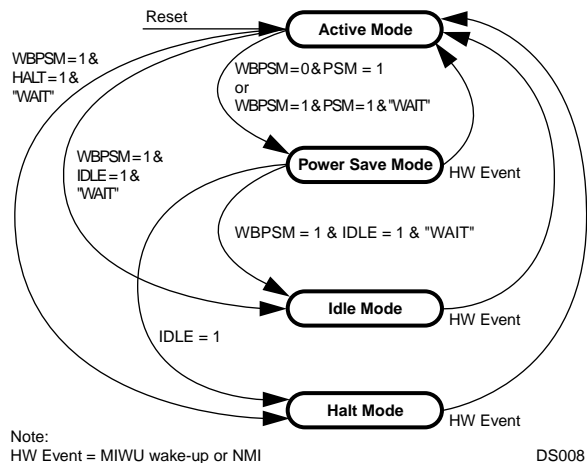 Reset
Active Mode
WBPSM = 1 &
HALT = 1 &
"WAIT"
WBPSM = 0 & PSM = 1
or
WBPSM = 1 & PSM = 1 & "WAIT"
WBPSM = 1 &
IDLE = 1 &
"WAIT"
Power Save Mode
HW Event
WBPSM = 1 & IDLE = 1 & "WAIT"
Idle Mode
HW Event
IDLE = 1
Halt Mode
HW Event
Note:
HW Event = MIWU wake-up or NMI
DS008